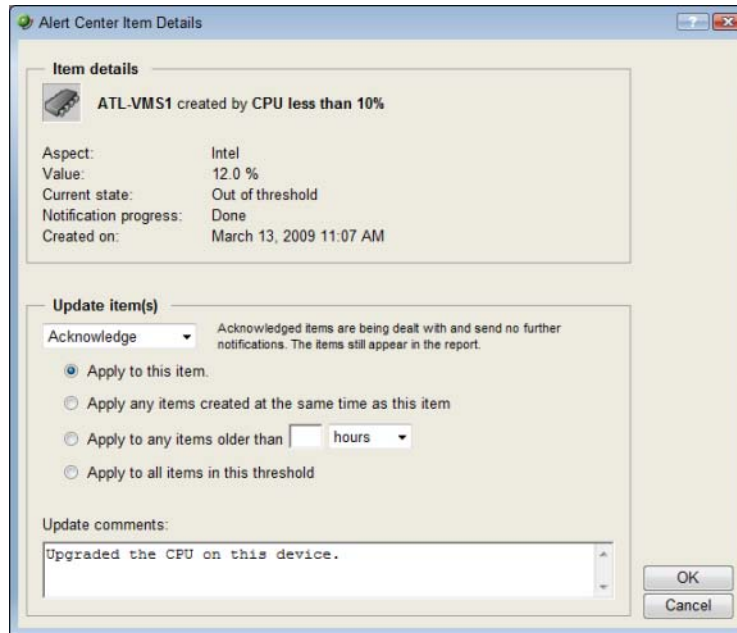 Alert Center Item Details
Item details
ATL-VMS1 created by CPU less than 10%
Aspect: Intel
Value: 12.0 %
Current state: Out of threshold
Notification progress: Done
Created on: March 13, 2009 11:07 AM
Update item(s)
Acknowledge
Acknowledged items are being dealt with and send no further
notifications. The items still appear in the report.
Apply to this item.
Apply any items created at the same time as this item
Apply to any items older than hours
Apply to all items in this threshold
Update comments:
Upgraded the CPU on this device.
OK
Cancel